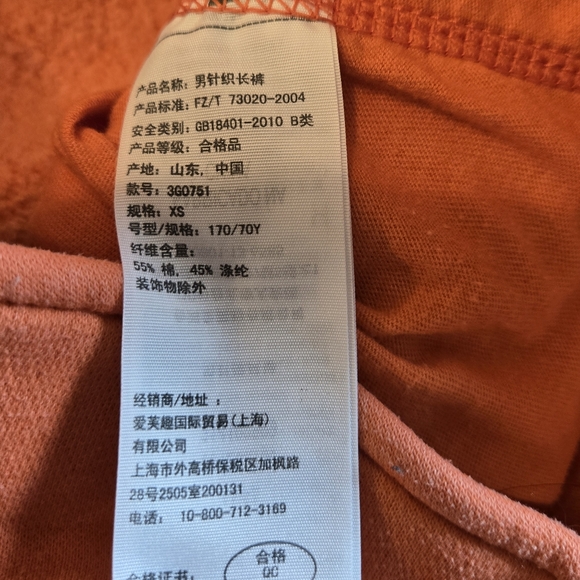 产品名称: 男针织长裤
产品标准: FZ/T 73020-2004
安全类别: GB18401-2010 B类
产品等级: 合格品
产地: 山东, 中国
款号: 3G0751
规格: XS
号型/规格: 170/70Y
纤维含量:
55% 棉, 45% 涤纶
装饰物除外
经销商/地址 :
爱芙趣国际贸易(上海)
有限公司
上海市外高桥保税区加枫路
28号2505室200131
电话: 10-800-712-3169
合格证书:
合格
QC